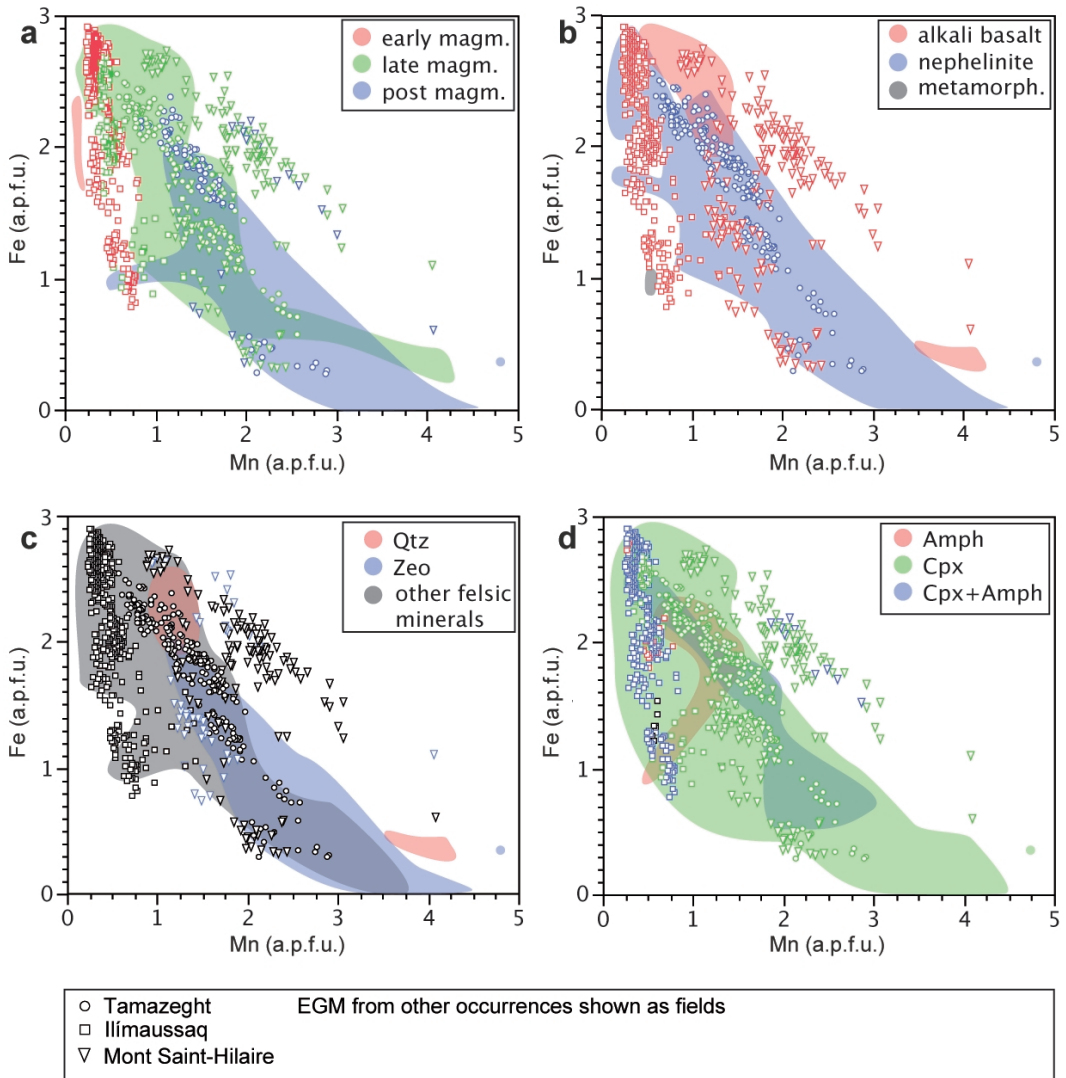 a
early magm.
late magm.
post magm.
3
2
1
0
Fe (a.p.f.u.)
0 1 2 3 4 5
Mn (a.p.f.u.)
b
alkali basalt
nephelinite
metamorph.
3
2
1
0
Fe (a.p.f.u.)
0 1 2 3 4 5
Mn (a.p.f.u.)
c
Qtz
Zeo
other felsic
minerals
3
2
1
0
Fe (a.p.f.u.)
0 1 2 3 4 5
Mn (a.p.f.u.)
d
Amph
Cpx
Cpx+Amph
3
2
1
0
Fe (a.p.f.u.)
0 1 2 3 4 5
Mn (a.p.f.u.)
Tamazeght EGM from other occurrences shown as fields
Ilímaussaq
Mont Saint-Hilaire